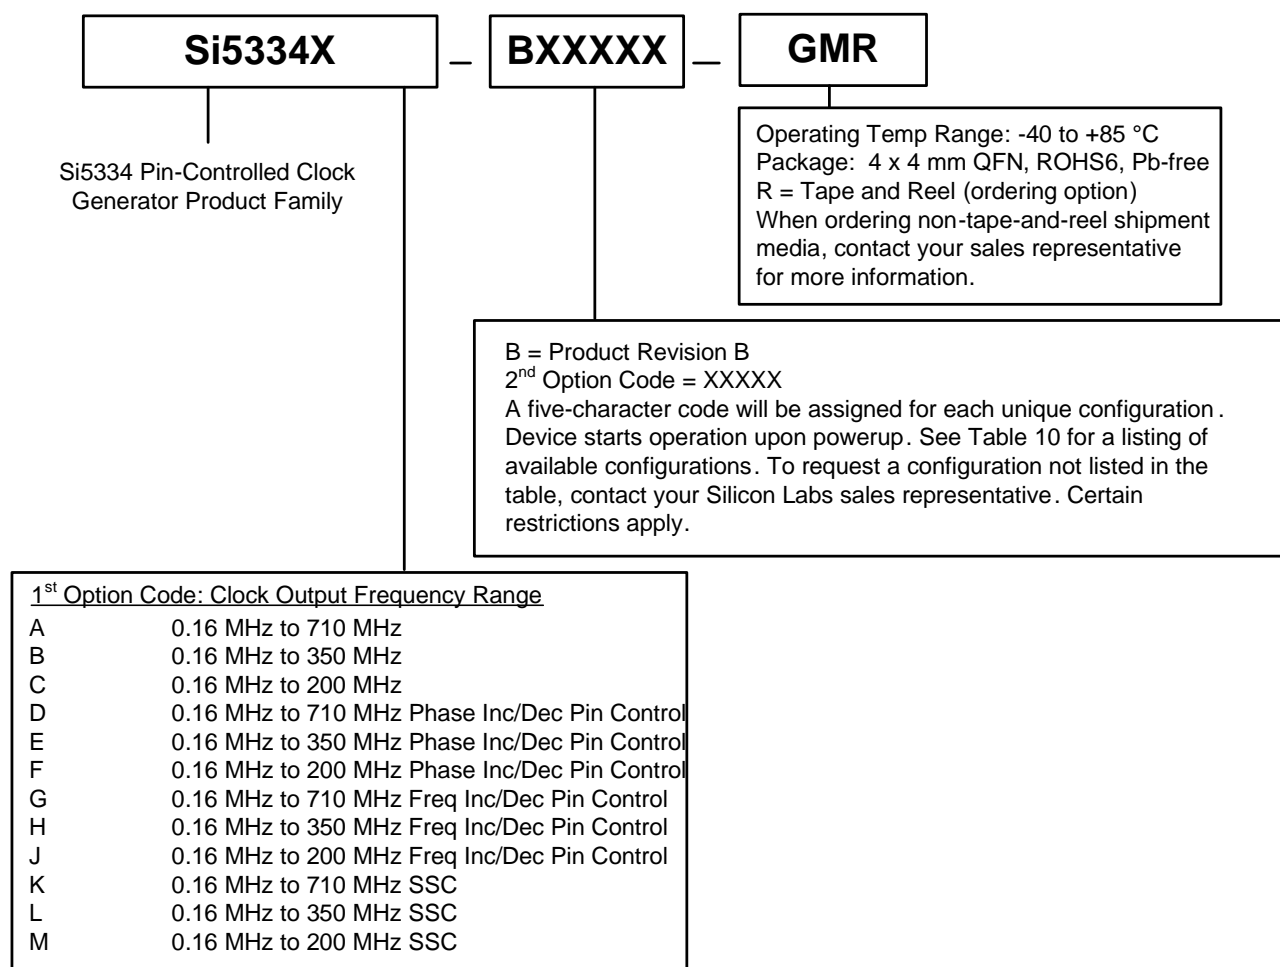 Si5334X – BXXXXX – GMR
Si5334 Pin-Controlled Clock
Generator Product Family
Operating Temp Range: -40 to +85 °C
Package: 4 x 4 mm QFN, ROHS6, Pb-free
R = Tape and Reel (ordering option)
When ordering non-tape-and-reel shipment
media, contact your sales representative
for more information.
B = Product Revision B
2nd Option Code = XXXXX
A five-character code will be assigned for each unique configuration.
Device starts operation upon powerup. See Table 10 for a listing of
available configurations. To request a configuration not listed in the
table, contact your Silicon Labs sales representative. Certain
restrictions apply.
1st Option Code: Clock Output Frequency Range
A 0.16 MHz to 710 MHz
B 0.16 MHz to 350 MHz
C 0.16 MHz to 200 MHz
D 0.16 MHz to 710 MHz Phase Inc/Dec Pin Control
E 0.16 MHz to 350 MHz Phase Inc/Dec Pin Control
F 0.16 MHz to 200 MHz Phase Inc/Dec Pin Control
G 0.16 MHz to 710 MHz Freq Inc/Dec Pin Control
H 0.16 MHz to 350 MHz Freq Inc/Dec Pin Control
J 0.16 MHz to 200 MHz Freq Inc/Dec Pin Control
K 0.16 MHz to 710 MHz SSC
L 0.16 MHz to 350 MHz SSC
M 0.16 MHz to 200 MHz SSC